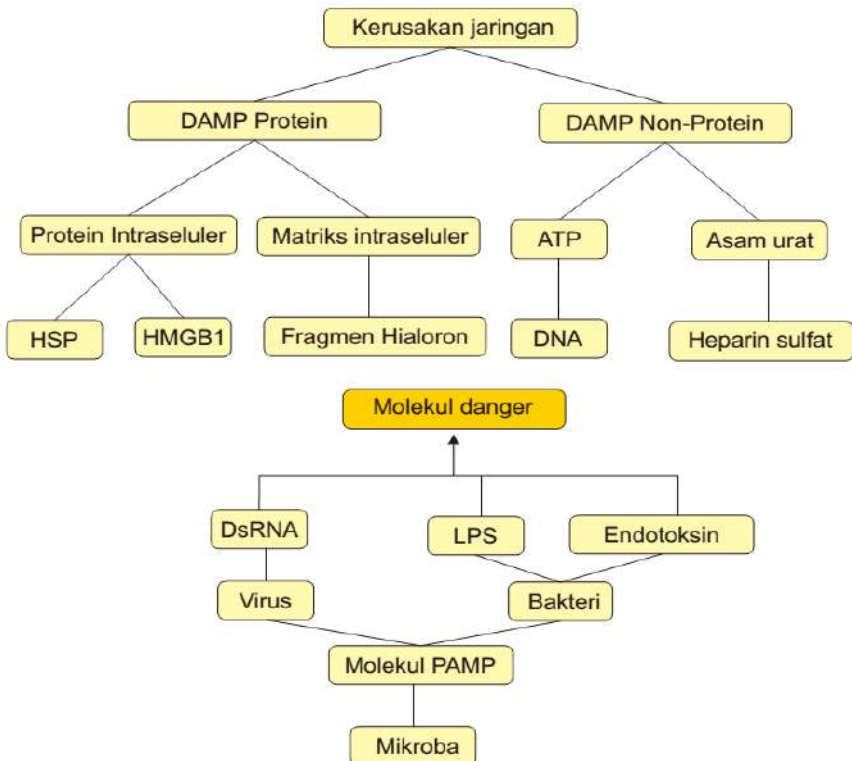 Kerusakan jaringan
DAMP Protein
DAMP Non-Protein
Protein Intraseluler
Matriks intraseluler
ATP
Asam urat
HSP
HMGB1
Fragmen Hialoron
DNA
Heparin sulfat
Molekul danger
DsRNA
LPS
Endotoksin
Virus
Bakteri
Molekul PAMP
Mikroba